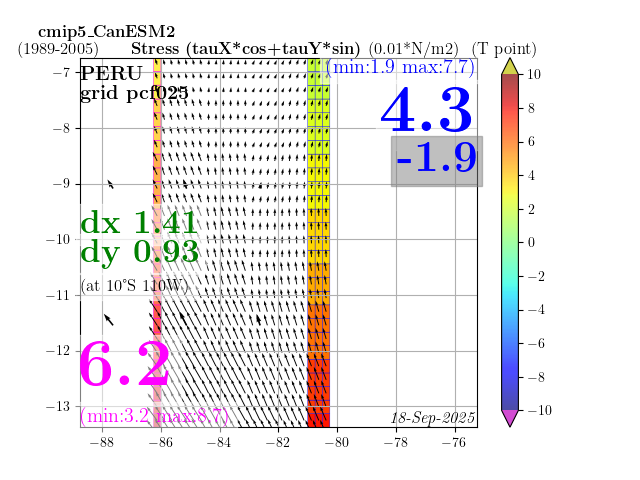 cmip5_CanESM2
(1989-2005) Stress (tauX*cos+tauY*sin) (0.01*N/m2) (T point)
PERU
grid pcf025
(min:1.9 max:7.7)
4.3
-1.9
dx 1.41
dy 0.93
(at 10°S 110W)
6.2
(min:3.2 max:8.7)
18-Sep-2025
−7
−8
−9
−10
−11
−12
−13
−88 −86 −84 −82 −80 −78 −76
10
8
6
4
2
0
−2
−4
−6
−8
−10